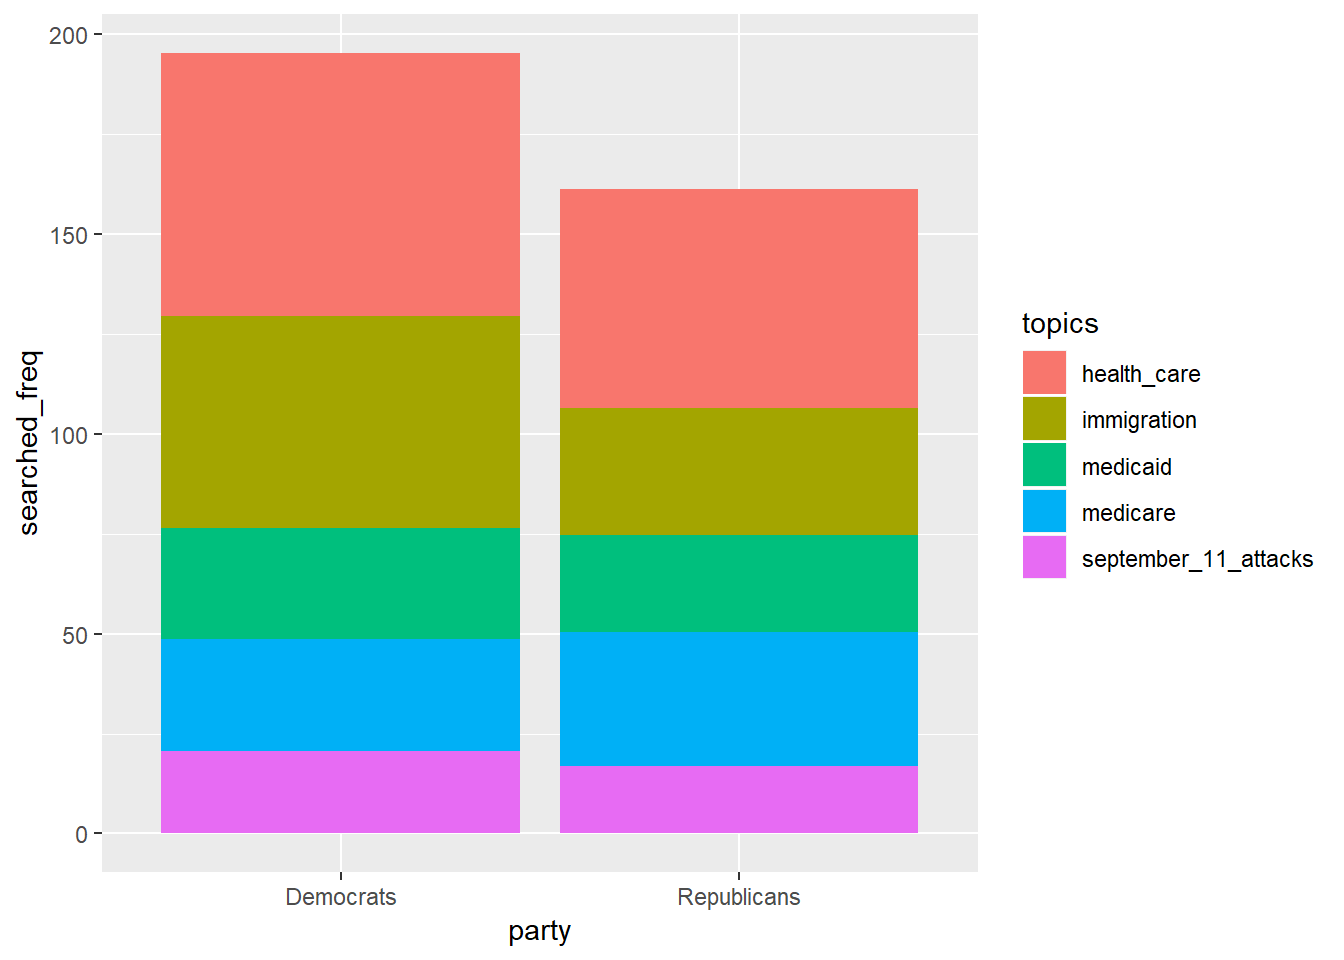 200
150
100
50
0
searched_freq
Democrats
Republicans
party
topics
health_care
immigration
medicaid
medicare
september_11_attacks